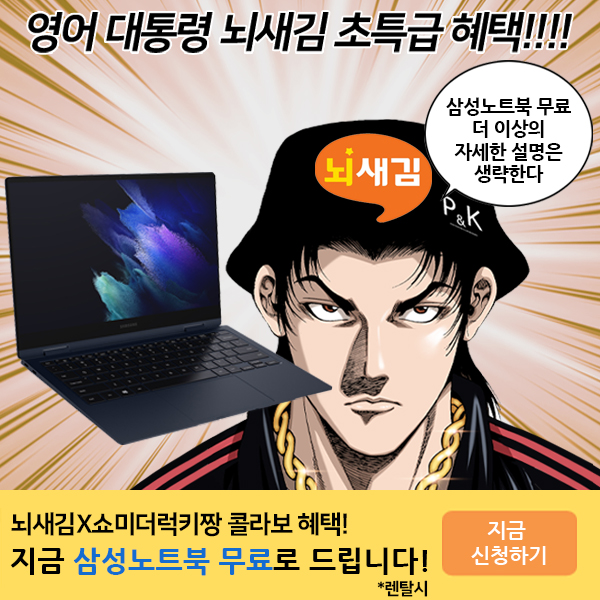 영어 대통령 뇌새김 초특급 혜택!!!!
삼성노트북 무료
더 이상의
자세한 설명은
생략한다
뇌새김
P&K
뇌새김X쇼미더럭키짱 콜라보 혜택!
지금 삼성노트북 무료로 드립니다!
*렌탈시
지금
신청하기